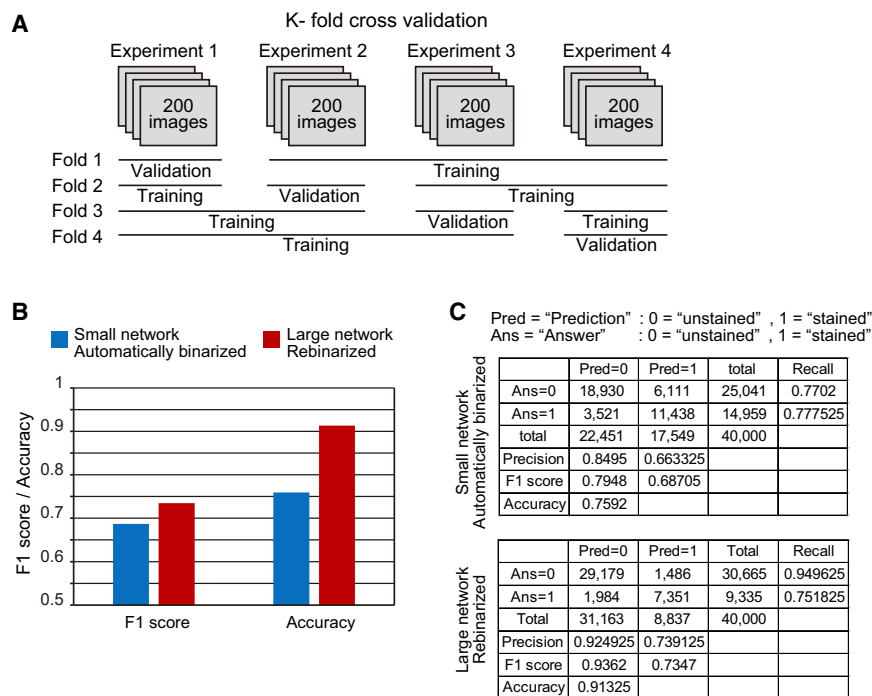 A
K- fold cross validation
Experiment 1 Experiment 2 Experiment 3 Experiment 4
200 images 200 images 200 images 200 images
Fold 1 Validation Training
Fold 2 Training Validation Training
Fold 3 Training Validation Training
Fold 4 Training Validation
B
Small network Automatically binarized
Large network Rebinarized
F1 score / Accuracy
1
0.9
0.8
0.7
0.6
0.5
F1 score Accuracy
C
Pred = “Prediction” : 0 = “unstained” , 1 = “stained”
Ans = “Answer” : 0 = “unstained” , 1 = “stained”
Small network
Automatically binarized
Pred=0 Pred=1 total Recall
Ans=0 18,930 6,111 25,041 0.7702
Ans=1 3,521 11,438 14,959 0.777525
total 22,451 17,549 40,000
Precision 0.8495 0.663325
F1 score 0.7948 0.68705
Accuracy 0.7592
Large network
Rebinarized
Pred=0 Pred=1 Total Recall
Ans=0 29,179 1,486 30,665 0.949625
Ans=1 1,984 7,351 9,335 0.751825
Total 31,163 8,837 40,000
Precision 0.924925 0.739125
F1 score 0.9362 0.7347
Accuracy 0.91325